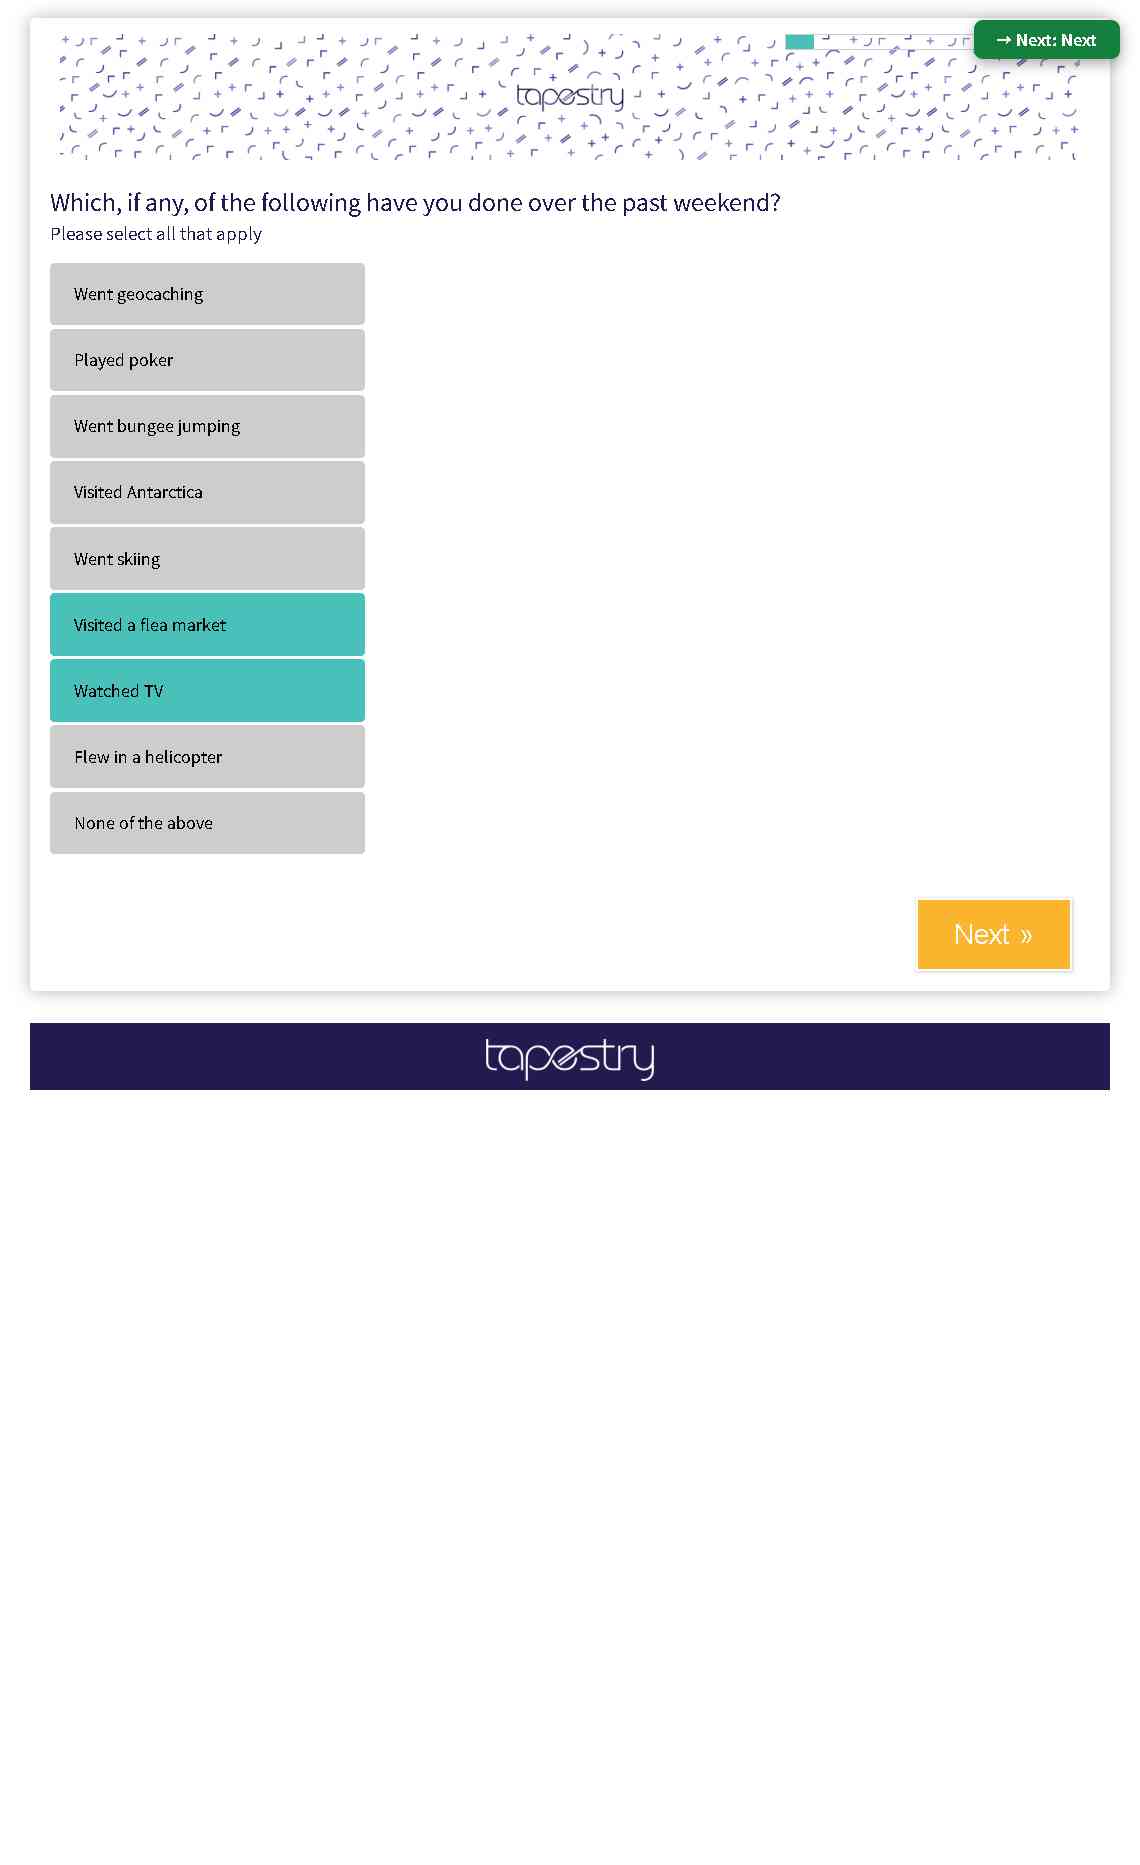 → Next: Next
tapestry
Which, if any, of the following have you done over the past weekend?
Please select all that apply
Went geocaching
Played poker
Went bungee jumping
Visited Antarctica
Went skiing
Visited a flea market
Watched TV
Flew in a helicopter
None of the above
Next »
tapestry